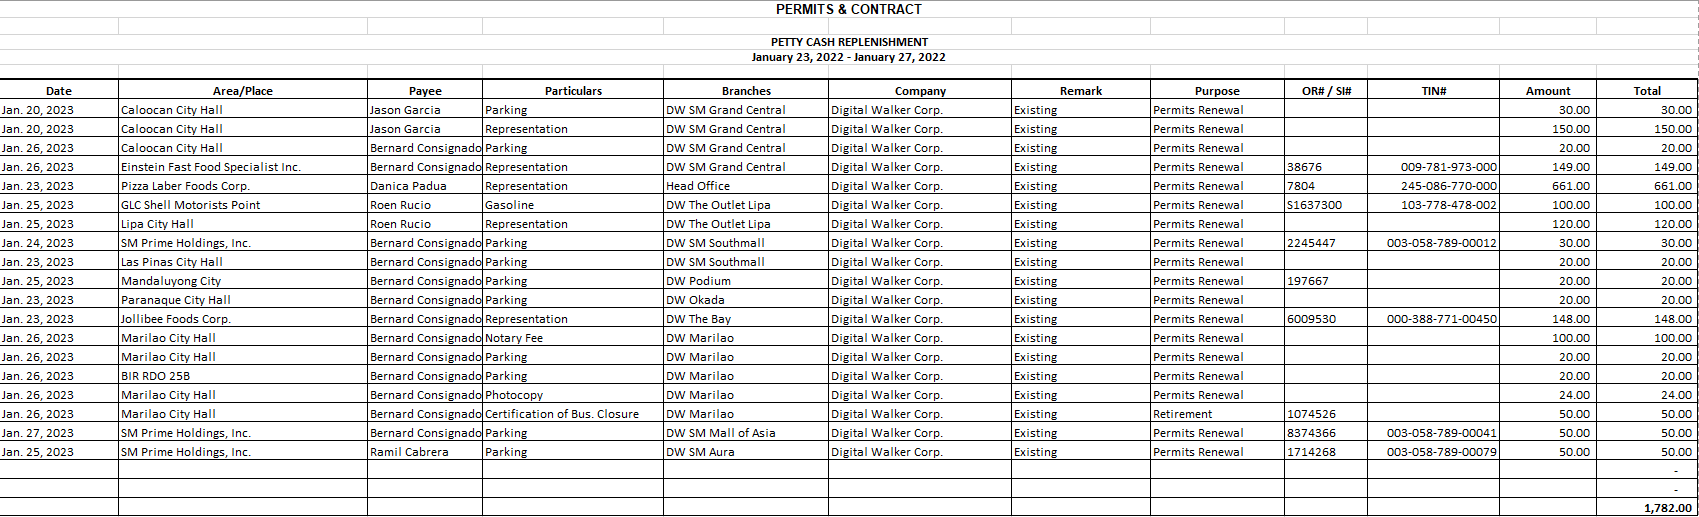 PERMITS & CONTRACT
PETTY CASH REPLENISHMENT
January 23, 2022 - January 27, 2022
Date Area/Place Payee Particulars Branches Company Remark Purpose OR# / SI# TIN# Amount Total
Jan. 20, 2023 Caloocan City Hall Jason Garcia Parking DW SM Grand Central Digital Walker Corp. Existing Permits Renewal 30.00 30.00
Jan. 20, 2023 Caloocan City Hall Jason Garcia Representation DW SM Grand Central Digital Walker Corp. Existing Permits Renewal 150.00 150.00
Jan. 26, 2023 Caloocan City Hall Bernard Consignado Parking DW SM Grand Central Digital Walker Corp. Existing Permits Renewal 20.00 20.00
Jan. 26, 2023 Einstein Fast Food Specialist Inc. Bernard Consignado Representation DW SM Grand Central Digital Walker Corp. Existing Permits Renewal 38676 009-781-973-000 149.00 149.00
Jan. 23, 2023 Pizza Laber Foods Corp. Danica Padua Representation Head Office Digital Walker Corp. Existing Permits Renewal 7804 245-086-770-000 661.00 661.00
Jan. 25, 2023 GLC Shell Motorists Point Roen Rucio Gasoline DW The Outlet Lipa Digital Walker Corp. Existing Permits Renewal S1637300 103-778-478-002 100.00 100.00
Jan. 25, 2023 Lipa City Hall Roen Rucio Representation DW The Outlet Lipa Digital Walker Corp. Existing Permits Renewal 120.00 120.00
Jan. 24, 2023 SM Prime Holdings, Inc. Bernard Consignado Parking DW SM Southmall Digital Walker Corp. Existing Permits Renewal 2245447 003-058-789-00012 30.00 30.00
Jan. 23, 2023 Las Pinas City Hall Bernard Consignado Parking DW SM Southmall Digital Walker Corp. Existing Permits Renewal 20.00 20.00
Jan. 25, 2023 Mandaluyong City Bernard Consignado Parking DW Podium Digital Walker Corp. Existing Permits Renewal 197667 20.00 20.00
Jan. 23, 2023 Paranaque City Hall Bernard Consignado Parking DW Okada Digital Walker Corp. Existing Permits Renewal 20.00 20.00
Jan. 23, 2023 Jollibee Foods Corp. Bernard Consignado Representation DW The Bay Digital Walker Corp. Existing Permits Renewal 6009530 000-388-771-00450 148.00 148.00
Jan. 26, 2023 Marilao City Hall Bernard Consignado Notary Fee DW Marilao Digital Walker Corp. Existing Permits Renewal 100.00 100.00
Jan. 26, 2023 Marilao City Hall Bernard Consignado Parking DW Marilao Digital Walker Corp. Existing Permits Renewal 20.00 20.00
Jan. 26, 2023 BIR RDO 25B Bernard Consignado Parking DW Marilao Digital Walker Corp. Existing Permits Renewal 20.00 20.00
Jan. 26, 2023 Marilao City Hall Bernard Consignado Photocopy DW Marilao Digital Walker Corp. Existing Permits Renewal 24.00 24.00
Jan. 26, 2023 Marilao City Hall Bernard Consignado Certification of Bus. Closure DW Marilao Digital Walker Corp. Existing Retirement 1074526 50.00 50.00
Jan. 27, 2023 SM Prime Holdings, Inc. Bernard Consignado Parking DW SM Mall of Asia Digital Walker Corp. Existing Permits Renewal 8374366 003-058-789-00041 50.00 50.00
Jan. 25, 2023 SM Prime Holdings, Inc. Ramil Cabrera Parking DW SM Aura Digital Walker Corp. Existing Permits Renewal 1714268 003-058-789-00079 50.00 50.00
-
-
1,782.00